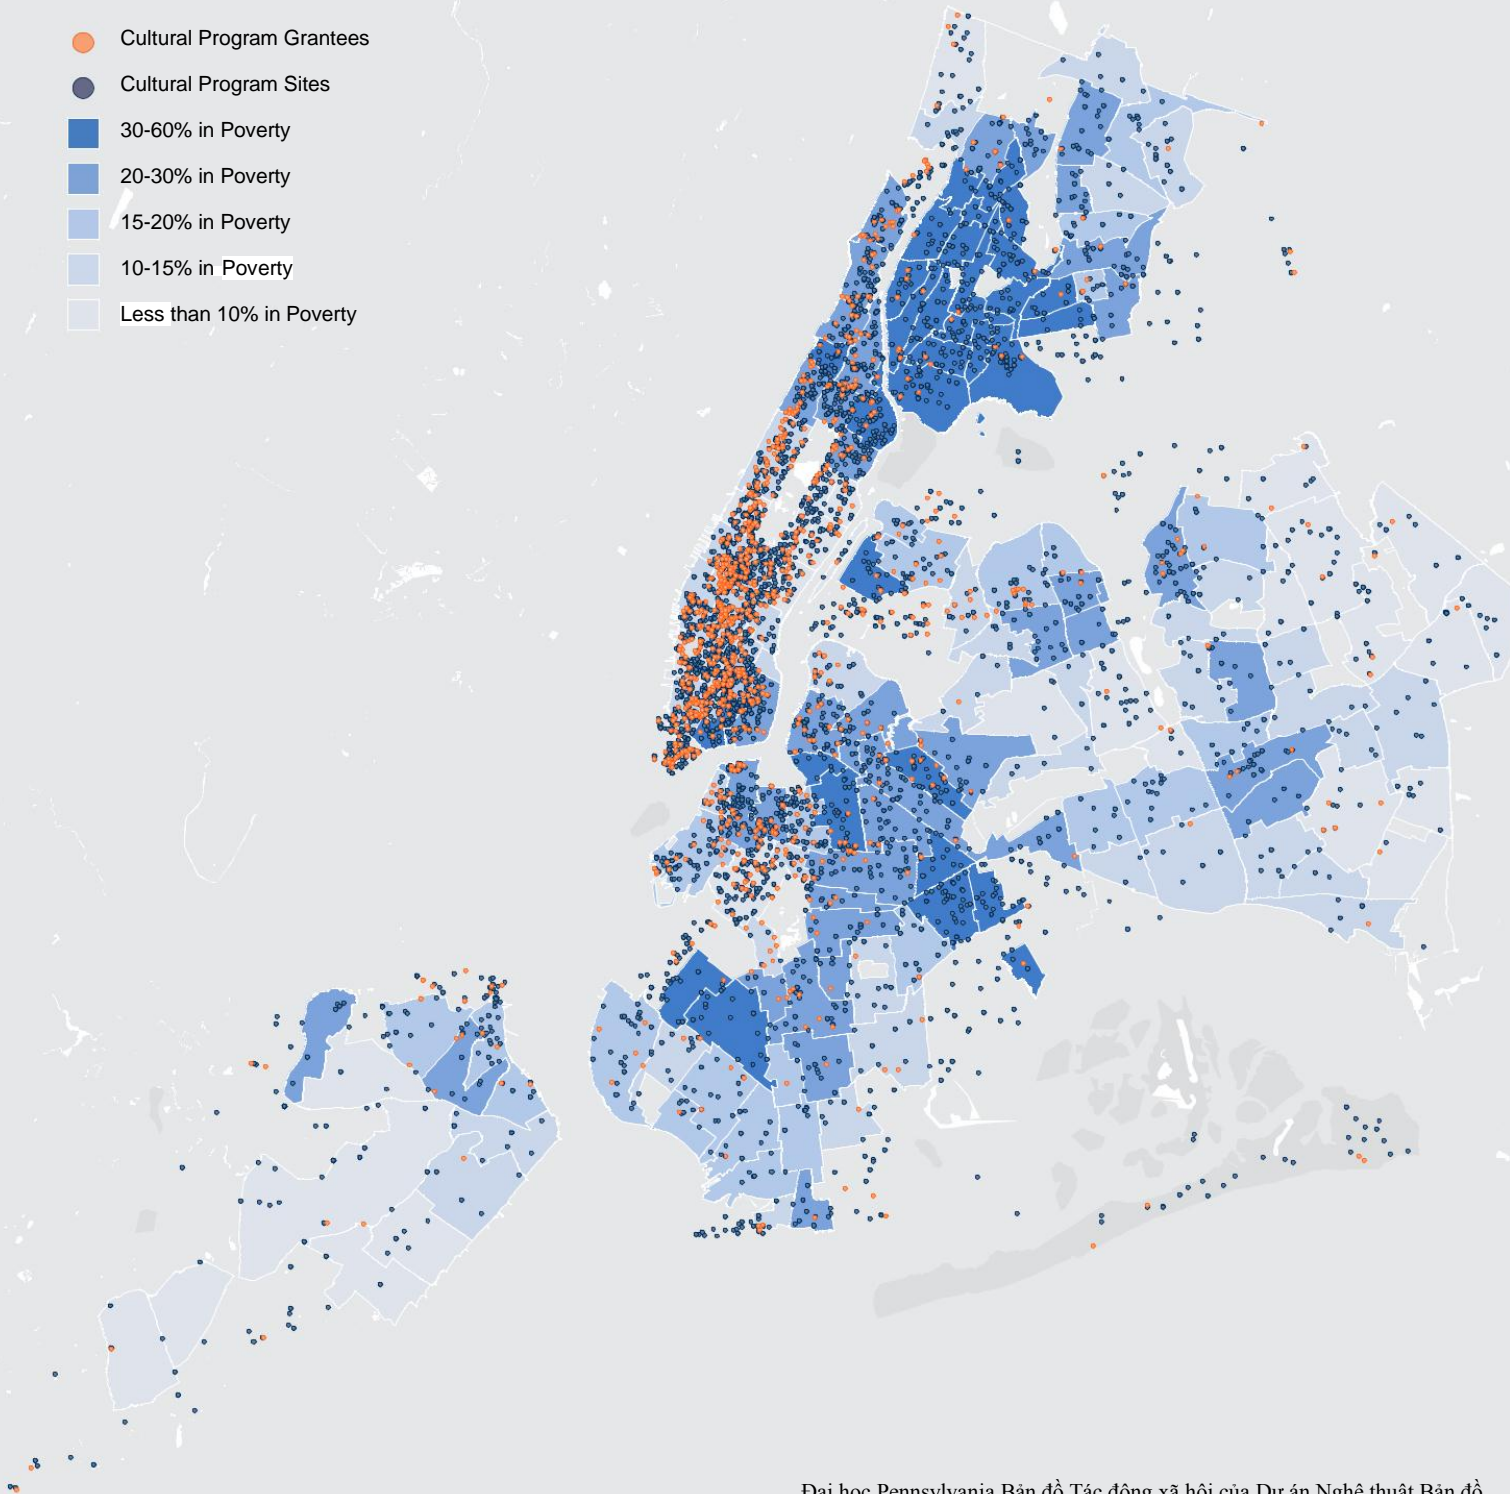 Cultural Program Grantees
Cultural Program Sites
30-60% in Poverty
20-30% in Poverty
15-20% in Poverty
10-15% in Poverty
Less than 10% in Poverty
Đại học Pennsylvania Bản đồ Tác động xã hội của Dự án Nghệ thuật Bản đồ